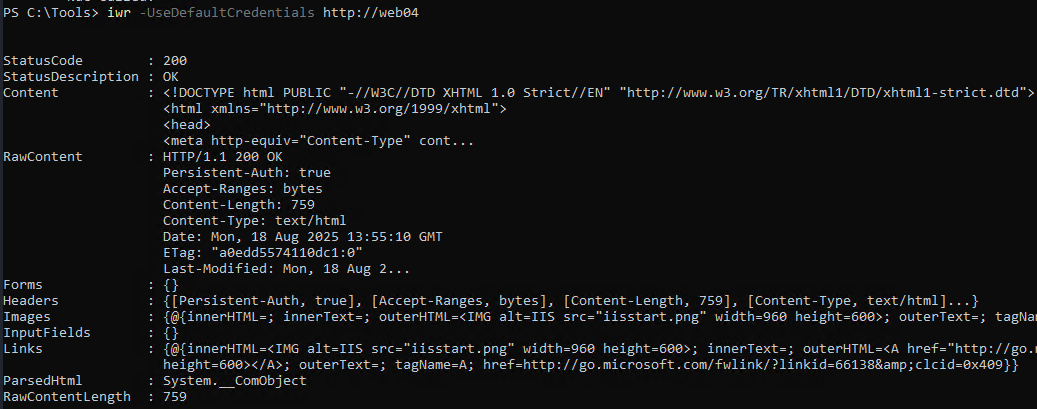 PS C:\Tools> iwr -UseDefaultCredentials http://web04
StatusCode        : 200
StatusDescription : OK
Content           : <!DOCTYPE html PUBLIC "-//W3C//DTD XHTML 1.0 Strict//EN" "http://www.w3.org/TR/xhtml1/DTD/xhtml1-strict.dtd">
                    <html xmlns="http://www.w3.org/1999/xhtml">
                    <head>
                    <meta http-equiv="Content-Type" cont...
RawContent        : HTTP/1.1 200 OK
                    Persistent-Auth: true
                    Accept-Ranges: bytes
                    Content-Length: 759
                    Content-Type: text/html
                    Date: Mon, 18 Aug 2025 13:55:10 GMT
                    ETag: "a0edd5574110dc1:0"
                    Last-Modified: Mon, 18 Aug 2...
Forms             : {}
Headers           : {[Persistent-Auth, true], [Accept-Ranges, bytes], [Content-Length, 759], [Content-Type, text/html]...}
Images            : {@{innerHTML=; innerText=; outerHTML=<IMG alt=IIS src="iisstart.png" width=960 height=600>; outerText=; tagNa
InputFields       : {}
Links             : {@{innerHTML=<IMG alt=IIS src="iisstart.png" width=960 height=600>; innerText=; outerHTML=<A href="http://go.m
                    height=600></A>; outerText=; tagName=A; href=http://go.microsoft.com/fwlink/?linkid=66138&amp;clcid=0x409}}
ParsedHtml        : System.__ComObject
RawContentLength  : 759